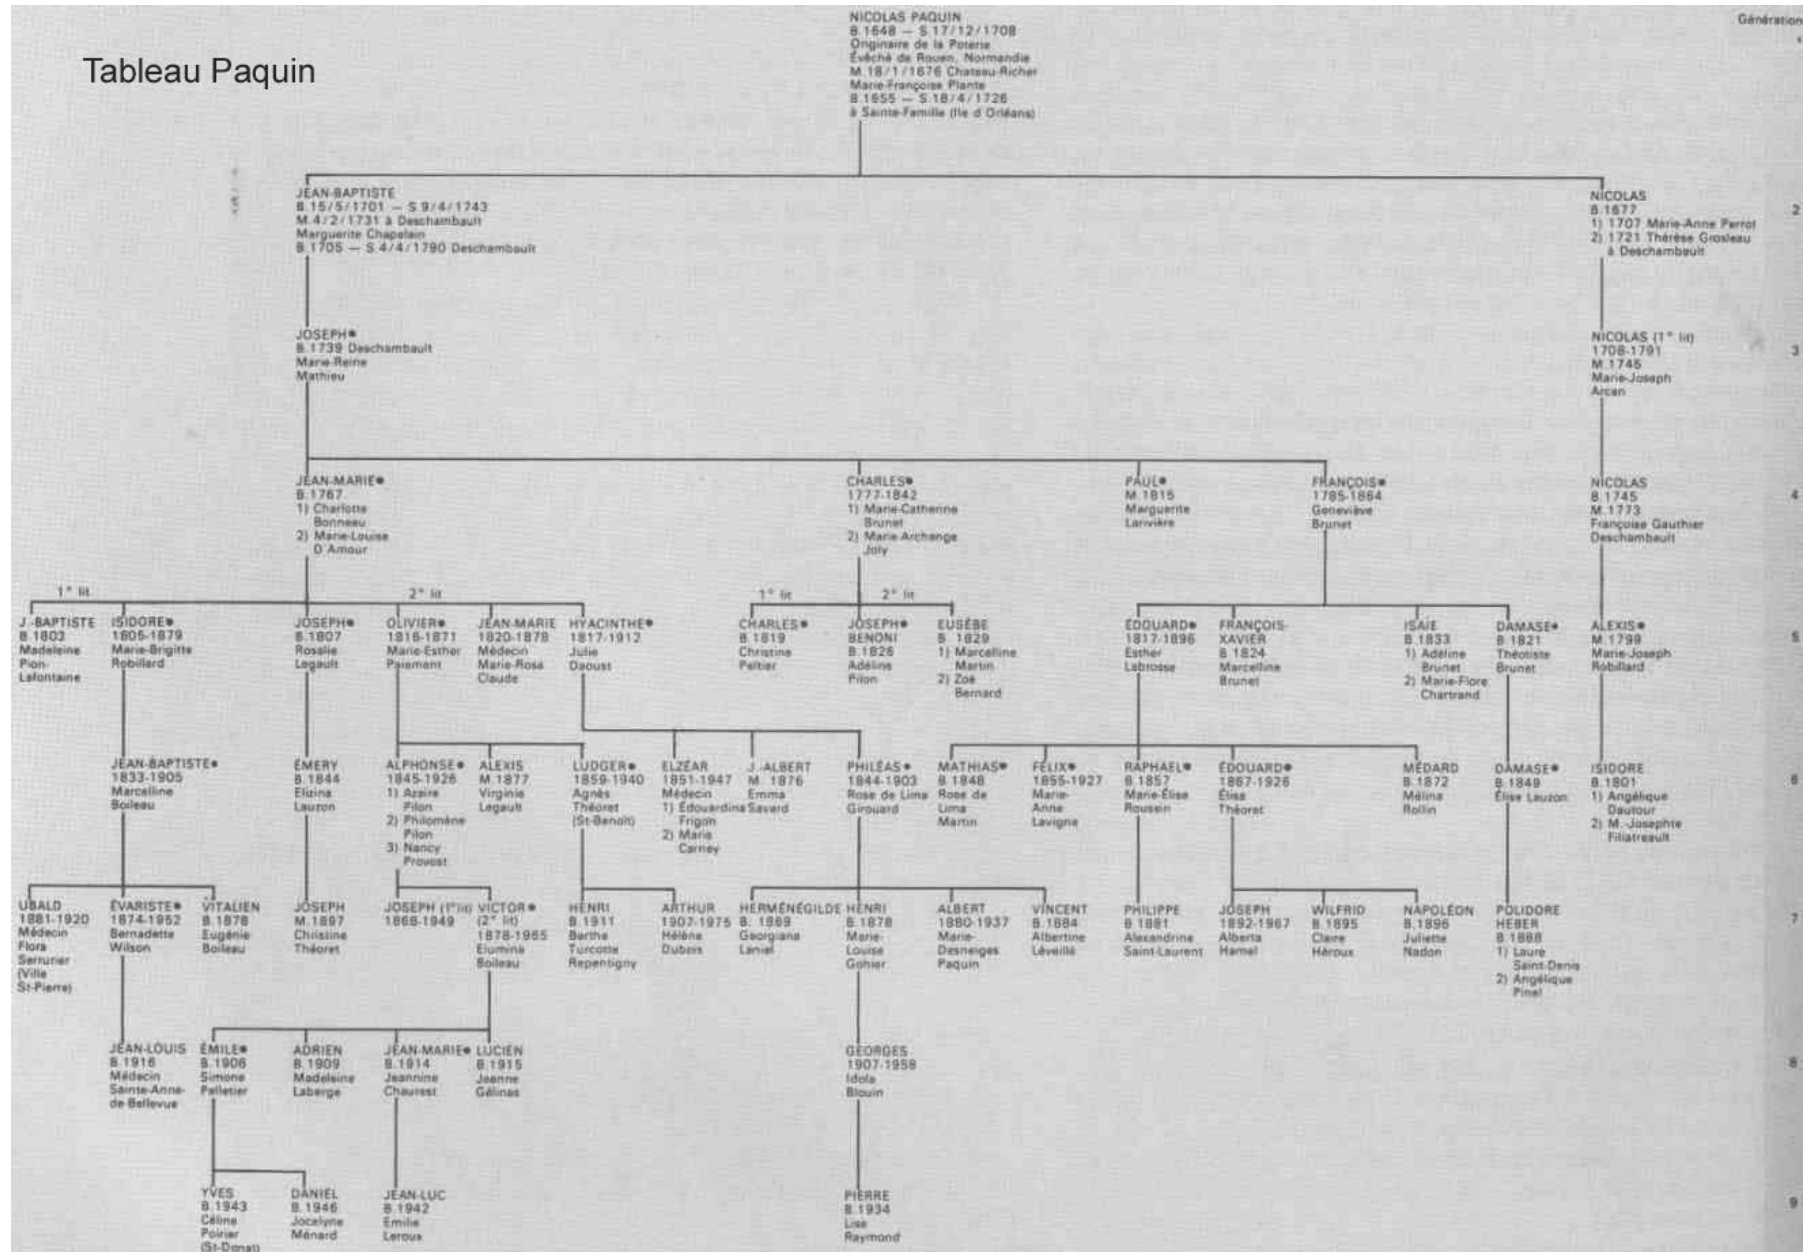 Tableau Paquin
Génération
NICOLAS PAQUIN
B.1648 — S.17/12/1708
Originaire de la Poterie
Évêché de Rouen, Normandie
M.18/1/1676 Chateau-Richer
Marie-Françoise Plante
B.1655 — S.18/4/1726
à Sainte-Famille (Ile d'Orléans)
JEAN-BAPTISTE
B.15/5/1701 — S.9/4/1743
M.4/2/1731 à Deschambault
Marguerite Chapelain
B.1705 — S.4/4/1790 Deschambault
NICOLAS
B.1677
1) 1707 Marie-Anne Perrot
2) 1721 Thérèse Grosleau
à Deschambault
2
JOSEPH●
B.1739 Deschambault
Marie-Reine
Mathieu
NICOLAS (1° lit)
1708-1791
M.1745
Marie-Joseph
Arcan
3
JEAN-MARIE●
B.1767
1) Charlotte
Bonneau
2) Marie-Louise
D'Amour
CHARLES●
1777-1842
1) Marie-Catherine
Brunet
2) Marie-Archange
Joly
PAUL●
M.1815
Marguerite
Larivière
FRANÇOIS●
1785-1864
Geneviève
Brunet
NICOLAS
B.1745
M.1773
Françoise Gauthier
Deschambault
4
1° lit
2° lit
1° lit
2° lit
J.-BAPTISTE
B.1803
Madeleine
Pion-
Lafontaine
ISIDORE●
1805-1879
Marie-Brigitte
Robillard
JOSEPH●
B.1807
Rosalie
Legault
OLIVIER●
1816-1871
Marie-Esther
Paiement
JEAN-MARIE
1820-1878
Médecin
Marie-Rose
Claude
HYACINTHE●
1817-1912
Julie
Daoust
CHARLES●
B.1819
Christine
Peltier
JOSEPH●
BENONI
B.1826
Adéline
Pilon
EUSÈBE
B. 1829
1) Marcelline
Martin
2) Zoé
Bernard
ÉDOUARD●
1817-1896
Esther
Labrosse
FRANÇOIS-
XAVIER
B 1824
Marcelline
Brunet
ISAÏE
B.1833
1) Adéline
Brunet
2) Marie-Flore
Chartrand
DAMASE●
B.1821
Théotiste
Brunet
ALEXIS●
M.1799
Marie-Joseph
Robillard
5
JEAN-BAPTISTE●
1833-1905
Marcelline
Boileau
ÉMERY
B.1844
Elizina
Lauzon
ALPHONSE●
1845-1926
1) Azaire
Pilon
2) Philomène
Pilon
3) Nancy
Provost
ALEXIS
M.1877
Virginie
Legault
LUDGER●
1859-1940
Agnès
Théoret
(St-Benoît)
ELZÉAR
1851-1947
Médecin
1) Édouardina
Frigon
2) Marie
Carney
J.-ALBERT
M. 1876
Emma
Savard
PHILÉAS●
1844-1903
Rose de Lima
Girouard
MATHIAS●
B.1848
Rose de
Lima
Martin
FÉLIX●
1855-1927
Marie-
Anne
Lavigne
RAPHAEL●
B 1857
Marie-Élise
Roussin
ÉDOUARD●
1867-1926
Élisa
Théoret
MÉDARD
B.1872
Mélina
Rollin
DAMASE●
B.1849
Élise Lauzon
ISIDORE
B.1801
1) Angélique
Dautour
2) M.-Josephte
Filiatreault
6
UBALD
1881-1920
Médecin
Flora
Serrurier
(Ville
St-Pierre)
ÉVARISTE●
1874-1952
Bernadette
Wilson
VITALIEN
B.1878
Eugénie
Boileau
JOSEPH
M.1897
Christine
Théoret
JOSEPH (1°lit)
1868-1949
VICTOR●
(2° lit)
1878-1965
Elumina
Boileau
HENRI
B.1911
Berthe
Turcotte
Repentigny
ARTHUR
1907-1975
Hélène
Dubois
HERMÉNÉGILDE
B. 1869
Georgiana
Laniel
HENRI
B.1878
Marie-
Louise
Gohier
ALBERT
1880-1937
Marie-
Desneiges
Paquin
VINCENT
B.1884
Albertine
Léveillé
PHILIPPE
B 1881
Alexandrine
Saint-Laurent
JOSEPH
1892-1967
Alberta
Hamel
WILFRID
B.1895
Claire
Héroux
NAPOLÉON
B.1896
Juliette
Nadon
POLIDORE
HEBER
B.1888
1) Laure
Saint-Denis
2) Angélique
Pinel
7
JEAN-LOUIS
B.1916
Médecin
Sainte-Anne-
de-Bellevue
ÉMILE●
B.1906
Simone
Pelletier
ADRIEN
B.1909
Madeleine
Laberge
JEAN-MARIE●
B.1914
Jeannine
Chaurest
LUCIEN
B.1915
Jeanne
Gélinas
GEORGES
1907-1958
Idola
Blouin
8
YVES
B.1943
Céline
Poirier
(St-Donat)
DANIEL
B.1946
Jocelyne
Ménard
JEAN-LUC
B.1942
Emilie
Leroux
PIERRE
B.1934
Lise
Raymond
9